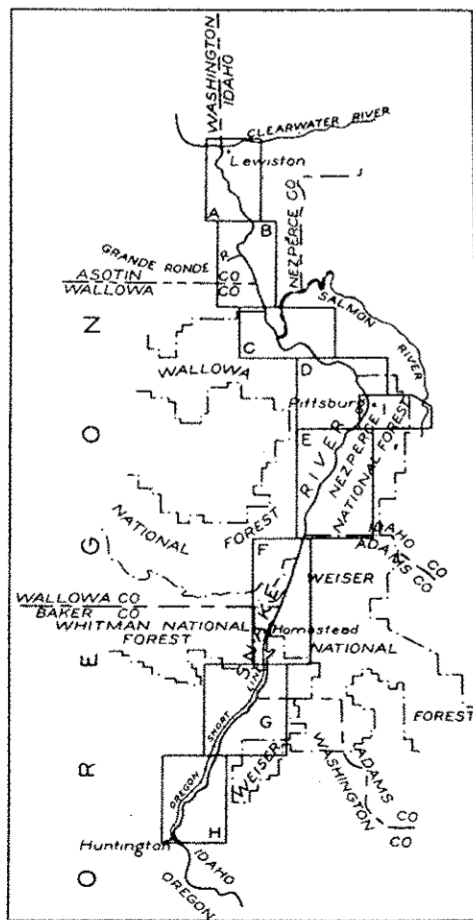 WASHINGTON
IDAHO
CLEARWATER RIVER
Lewiston
NEZPERCE CO
A
B
GRANDE RONDE R.
ASOTIN CO
WALLOWA CO
SALMON RIVER
C
D
WALLOWA
Pittsburg
E
NEZPERCE
NATIONAL FOREST
NATIONAL FOREST
IDAHO CO
ADAMS CO
F
WEISER
WALLOWA CO
BAKER CO
WHITMAN NATIONAL
FOREST
Homestead
NATIONAL
FOREST
SNAKE RIVER
OREGON SHORT LINE
G
WEISER
ADAMS CO
WASHINGTON CO
H
Huntington
IDAHO
OREGON
OREGON